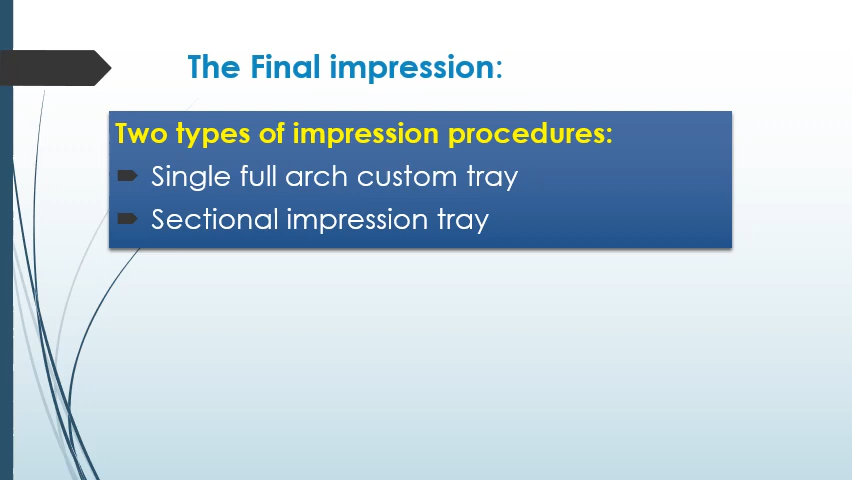 The Final impression:
Two types of impression procedures:
Single full arch custom tray
Sectional impression tray